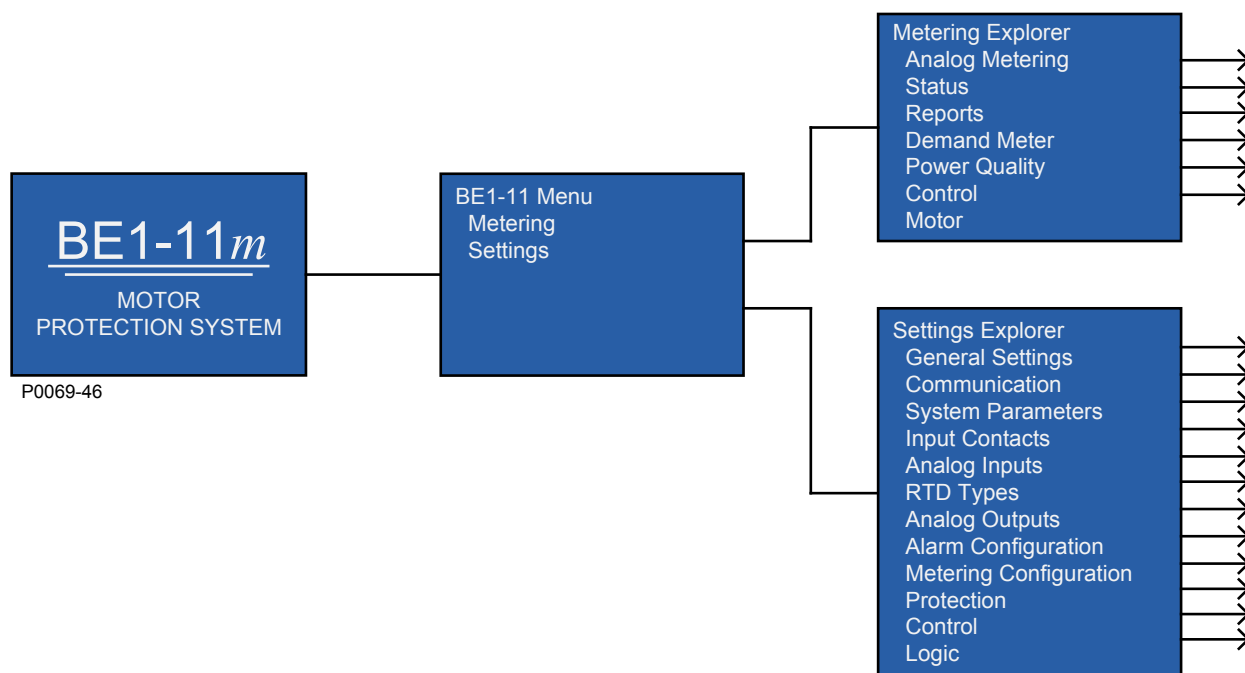 BE1-11m
MOTOR
PROTECTION SYSTEM
P0069-46
BE1-11 Menu
Metering
Settings
Metering Explorer
Analog Metering
Status
Reports
Demand Meter
Power Quality
Control
Motor
Settings Explorer
General Settings
Communication
System Parameters
Input Contacts
Analog Inputs
RTD Types
Analog Outputs
Alarm Configuration
Metering Configuration
Protection
Control
Logic